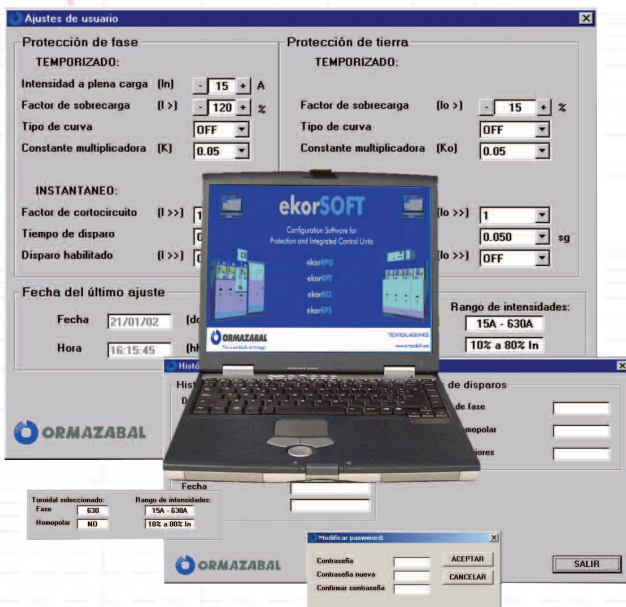 Ajustes de usuario
Protección de fase
Protección de tierra
TEMPORIZADO:
TEMPORIZADO:
Intensidad a plena carga (In) - 15 + A
Factor de sobrecarga (I >) - 120 + %
Factor de sobrecarga (Io >) - 15 + %
Tipo de curva OFF
Tipo de curva OFF
Constante multiplicadora (K) 0.05
Constante multiplicadora (Ko) 0.05
INSTANTANEO:
Factor de cortocircuito (I >>) 1
(Io >>) 1
Tiempo de disparo
0.050 sg
Disparo habilitado (I >>)
(Io >>) OFF
ekorSOFT
Configuration Software for
Protection and Integrated Control Units
ekorRPG
ekorRPT
ekorRCI
ekorRPS
ORMAZABAL
TECHNICAL ASSISTANCE
www.ormazabal.com
Fecha del último ajuste
Fecha 21/01/02
Hora 16:15:45
Rango de intensidades:
15A - 630A
10% a 80% In
ORMAZABAL
de disparos
de fase
Fecha
Toroidal seleccionado:
Rango de intensidades:
Fase 630
15A - 630A
Homopolar NO
10% a 80% In
ORMAZABAL
SALIR
Modificar password:
Contraseña
ACEPTAR
Contraseña nueva
CANCELAR
Confirmar contraseña